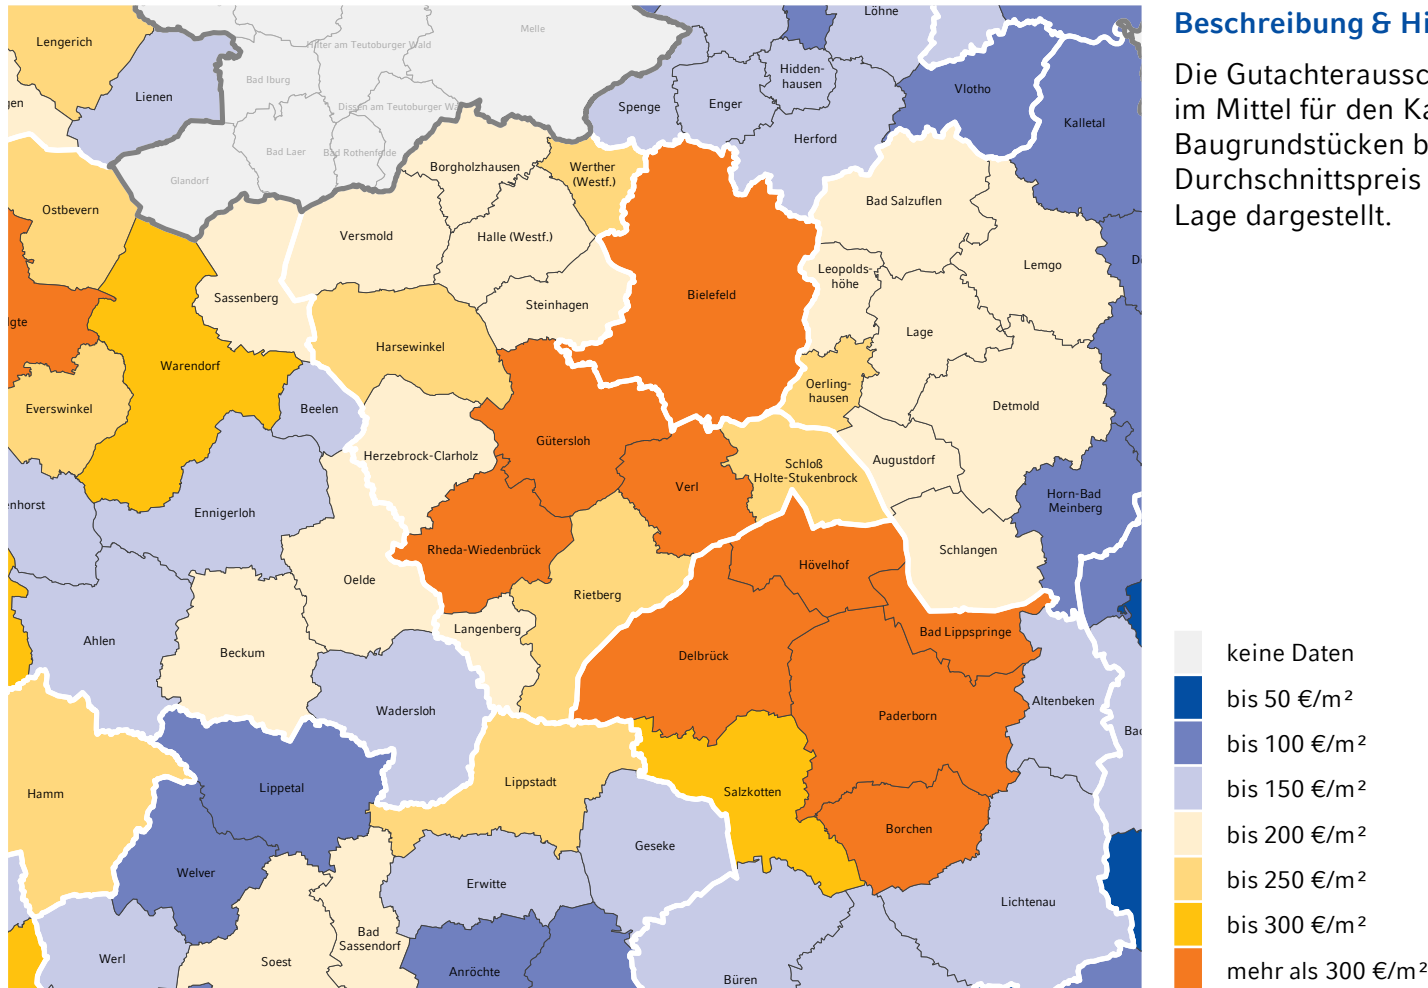 Beschreibung & Hi
Die Gutachteraussc
im Mittel für den Ka
Baugrundstücken b
Durchschnittspreis
Lage dargestellt.
Löhne
Melle
Lengerich
Hilter am Teutoburger Wald
Bad Iburg
Hidden-
hausen
Vlotho
Lienen
gen
Spenge
Enger
Dissen am Teutoburger Wa
Kalletal
Herford
Bad Laer
Bad Rothenfelde
Borgholzhausen
Werther
(Westf.)
Glandorf
Bad Salzuflen
Ostbevern
Versmold
Halle (Westf.)
Lemgo
Leopolds-
höhe
Sassenberg
Bielefeld
Steinhagen
lgte
Lage
Harsewinkel
Warendorf
Oerling-
hausen
Everswinkel
Beelen
Detmold
Gütersloh
Herzebrock-Clarholz
Augustdorf
Schloß
Holte-Stukenbrock
Verl
Horn-Bad
Meinberg
enhorst
Ennigerloh
Rheda-Wiedenbrück
Schlangen
Hövelhof
Oelde
Rietberg
Langenberg
Bad Lippspringe
Ahlen
Beckum
Delbrück
Altenbeken
Wadersloh
Paderborn
Bad
Lippstadt
Lippetal
Hamm
Salzkotten
Borchen
Geseke
Welver
Erwitte
Lichtenau
Bad
Sassendorf
Werl
Soest
Anröchte
Büren
keine Daten
bis 50 €/m²
bis 100 €/m²
bis 150 €/m²
bis 200 €/m²
bis 250 €/m²
bis 300 €/m²
mehr als 300 €/m²